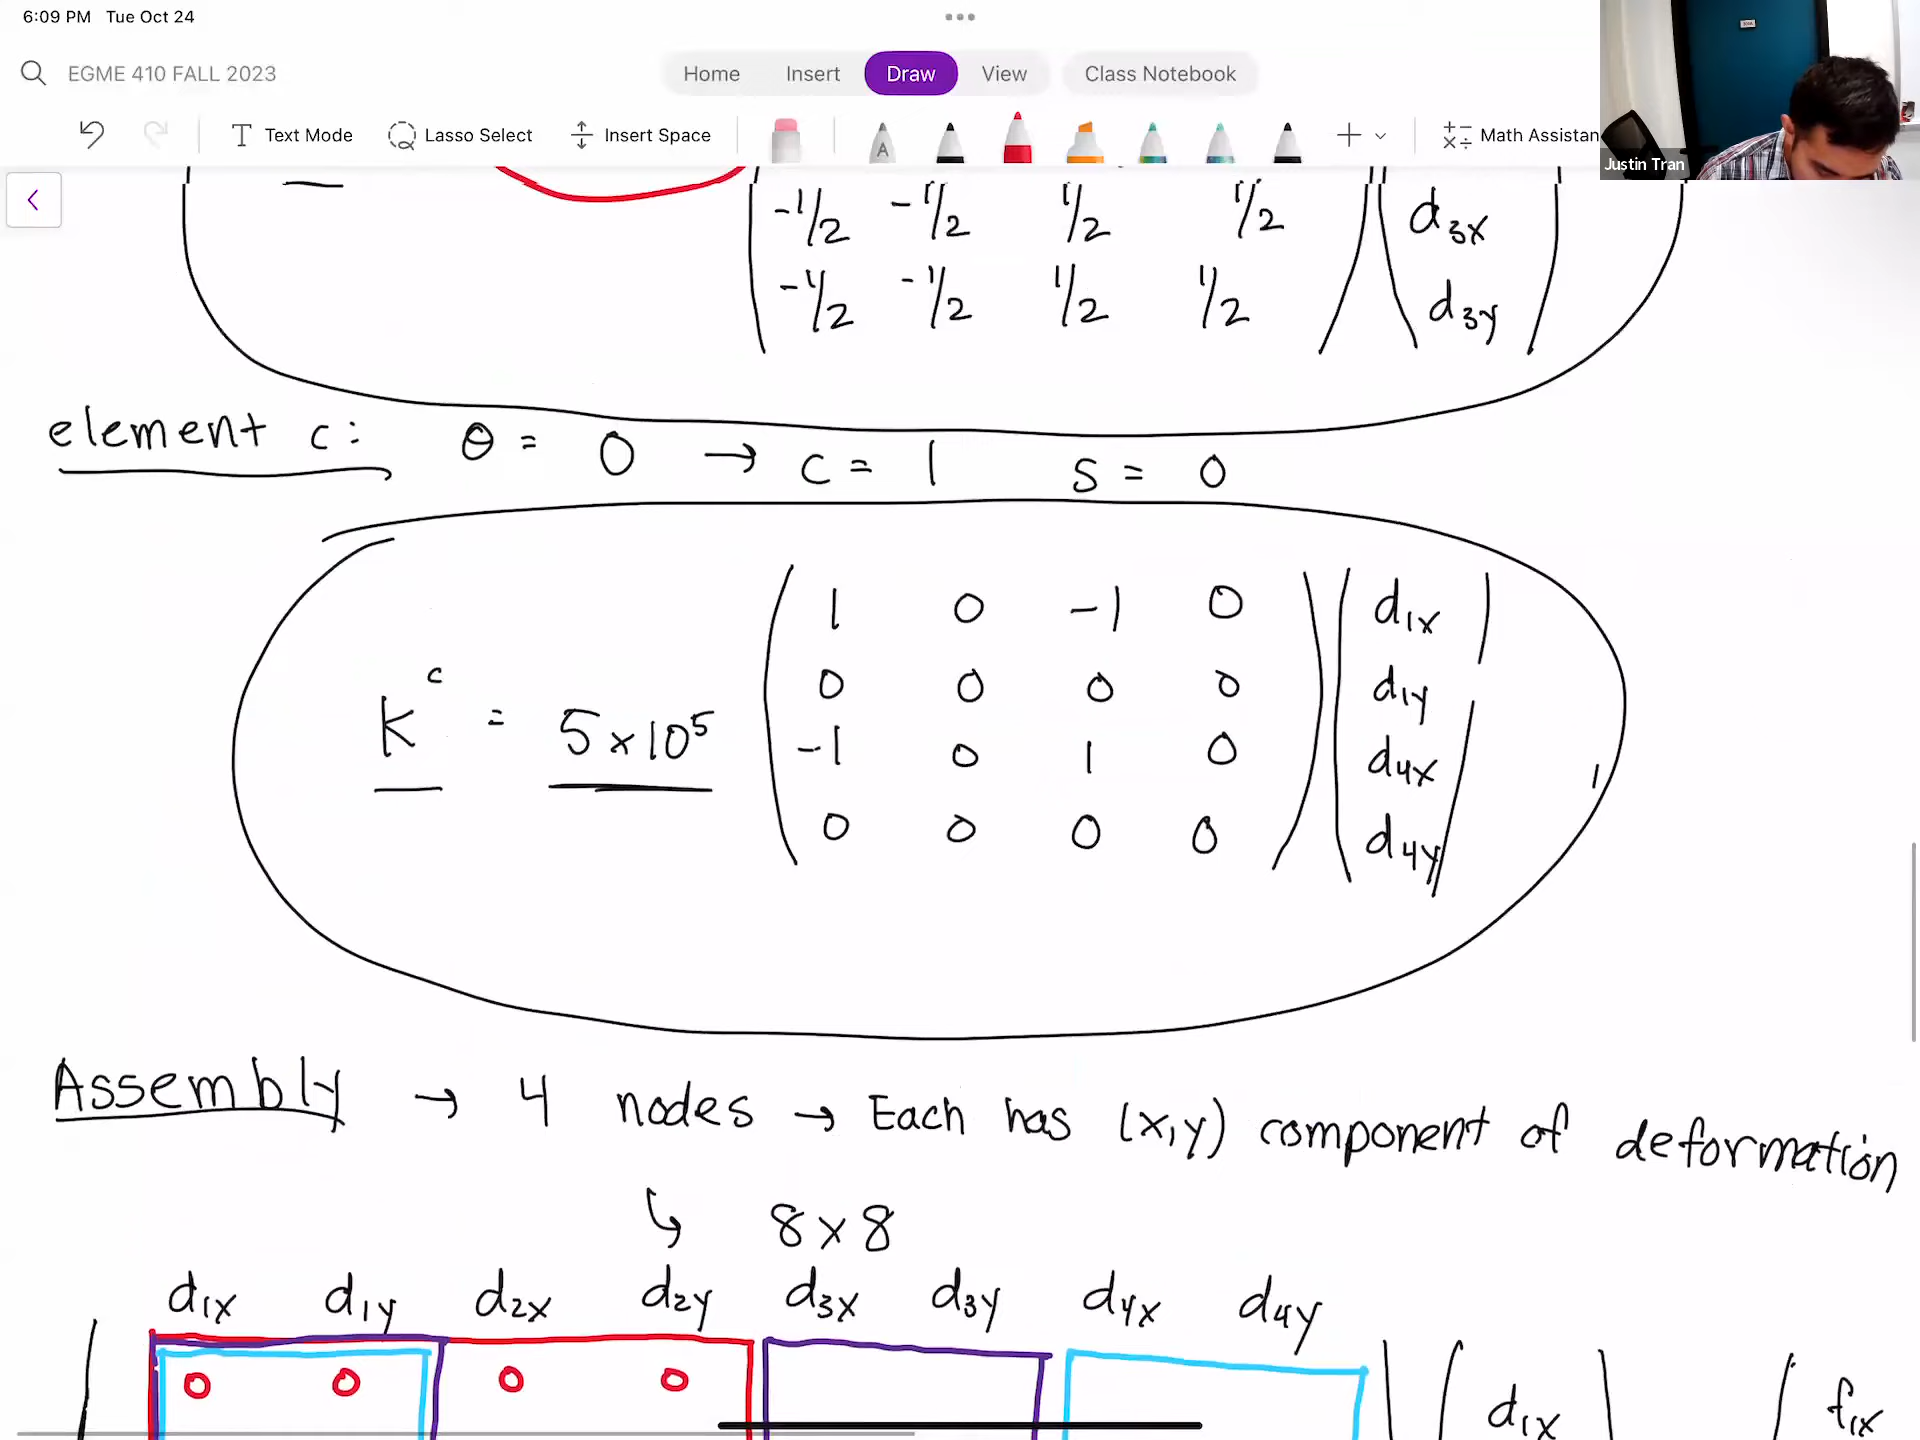 6:09 PM Tue Oct 24
EGME 410 FALL 2023
Home Insert Draw View Class Notebook
Text Mode Lasso Select Insert Space A Math Assistan
Justin Tran
-1/2 -1/2 1/2 1/2 d3x
-1/2 -1/2 1/2 1/2 d3y
element c: θ = 0 → c = 1 s = 0
1 0 -1 0 d1x
0 0 0 0 d1y
K^c = 5×10^5 -1 0 1 0 d4x
0 0 0 0 d4y
Assembly → 4 nodes → Each has (x,y) component of deformation
↳ 8x8
d1x d1y d2x d2y d3x d3y d4x d4y
0 0 0 0
d1x f1x